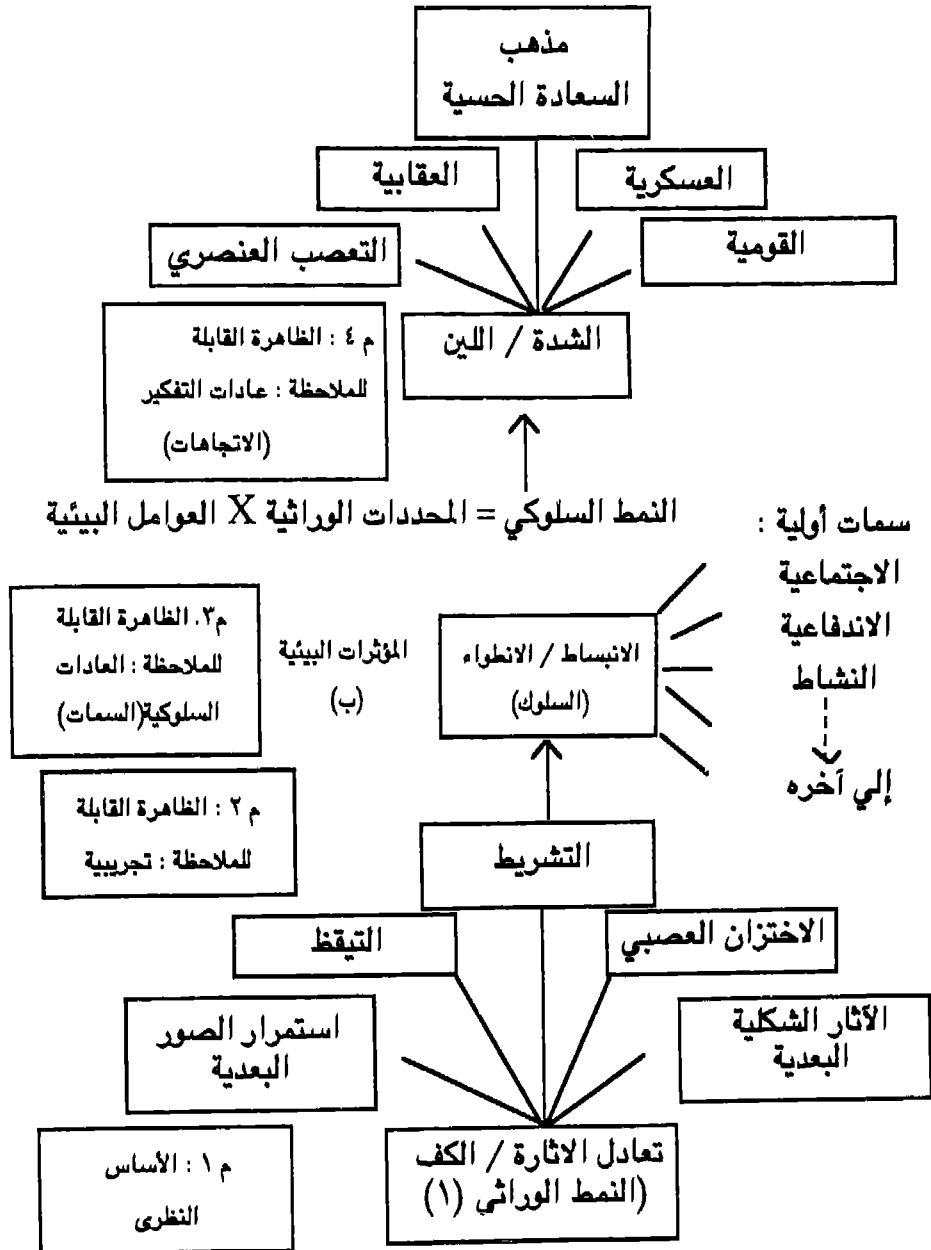 مذهب
السعادة الحسية
العسكرية
العقابية
القومية
التعصب العنصري
الشدة / اللين
م ٤ : الظاهرة القابلة
للملاحظة : عادات التفكير
(الاتجاهات)
النمط السلوكي = المحددات الوراثية X العوامل البيئية
سمات أولية :
الاجتماعية
الاندفاعية
النشاط
إلي آخره
الانبساط / الانطواء
(السلوك)
المؤثرات البيئية
(ب)
م٣. الظاهرة القابلة
للملاحظة : العادات
السلوكية(السمات)
م ٢ : الظاهرة القابلة
للملاحظة : تجريبية
التشريط
الاختزان العصبي
التيقظ
الآثار الشكلية
البعدية
استمرار الصور
البعدية
تعادل الاثارة / الكف
(النمط الوراثي (١)
م ١ : الأساس
النظرى